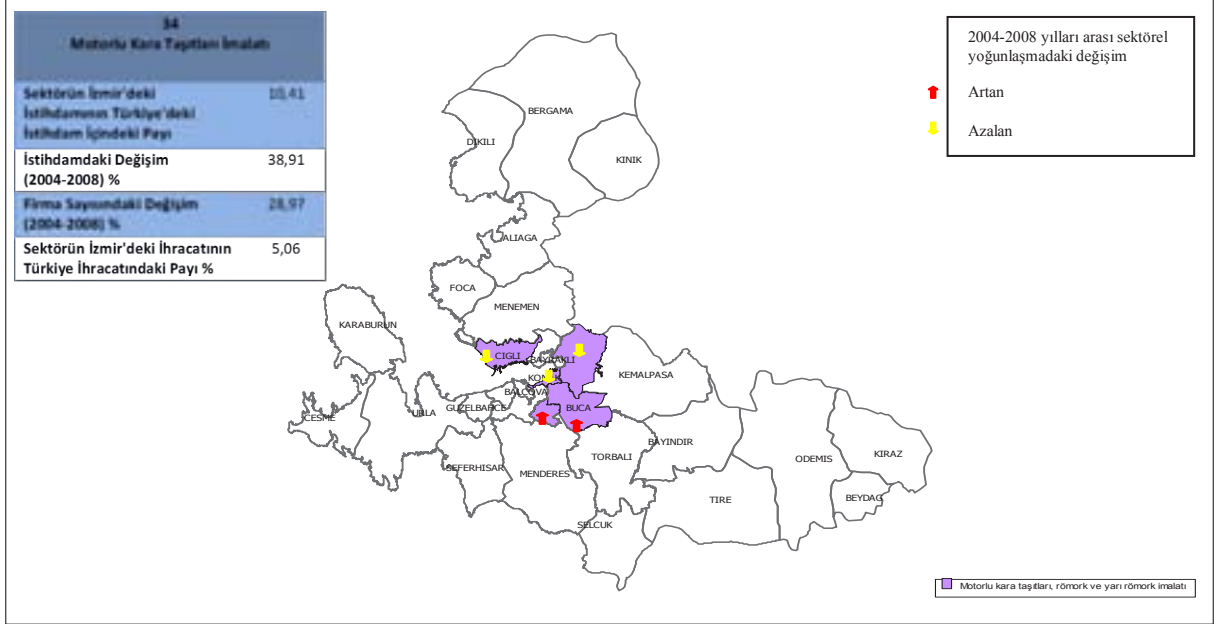 34
Motorlu Kara Taşıtları İmalatı
Sektörün İzmir'deki
İstihdamının Türkiye'deki
İstihdam İçindeki Payı
10,41
İstihdamdaki Değişim
(2004-2008) %
38,91
Firma Sayısındaki Değişim
(2004-2008) %
28,97
Sektörün İzmir'deki İhracatının
Türkiye İhracatındaki Payı %
5,06
2004-2008 yılları arası sektörel
yoğunlaşmadaki değişim
Artan
Azalan
BERGAMA
DIKILI
KINIK
ALIAGA
FOCA
MENEMEN
KARABURUN
CIGLI
BAYRAKLI
KEMALPASA
BALCOVA
CESME
URLA
GUZELBAHCE
BUCA
BAYINDIR
TORBALI
ODEMIS
KIRAZ
SEFERHISAR
MENDERES
TIRE
BEYDAG
SELCUK
Motorlu kara taşıtları, römork ve yarı römork imalatı